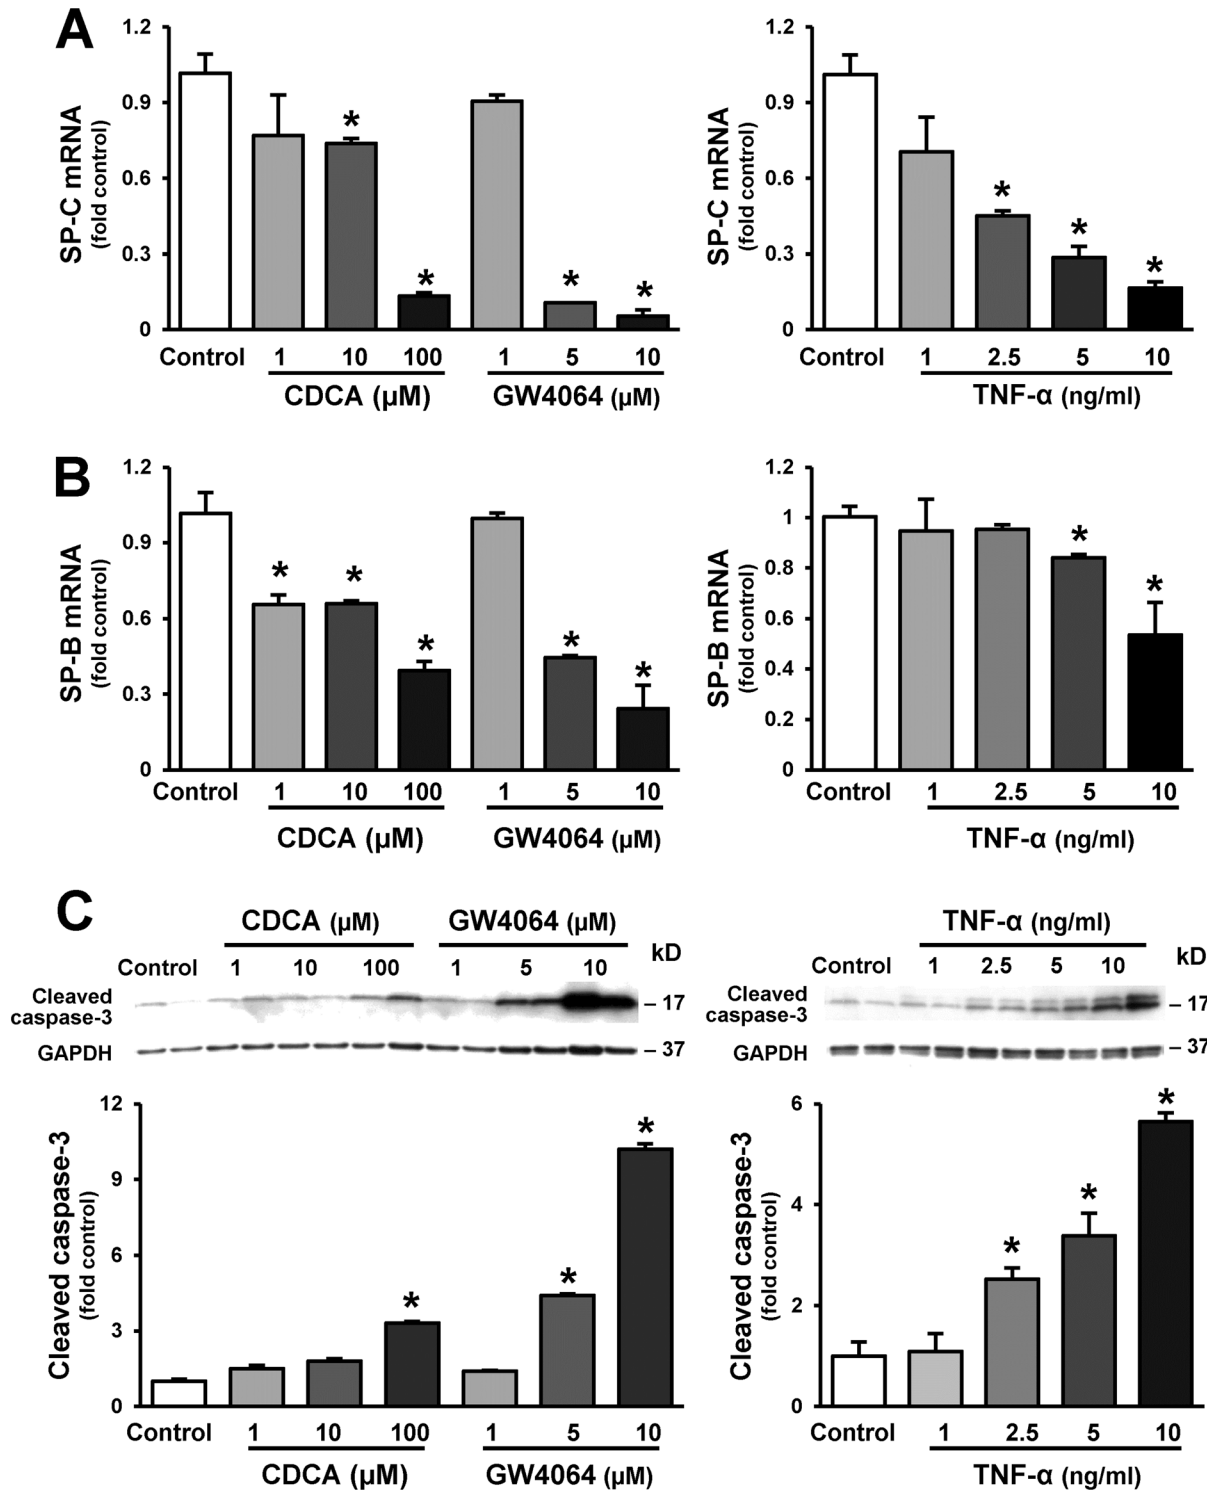 A
1.2
0.9
0.6
0.3
0
SP-C mRNA
(fold control)
*
*
*
*
Control 1 10 100 1 5 10
CDCA (μM) GW4064 (μM)
1.2
0.9
0.6
0.3
0
SP-C mRNA
(fold control)
*
*
*
*
Control 1 2.5 5 10
TNF-α (ng/ml)
B
1.2
0.9
0.6
0.3
0
SP-B mRNA
(fold control)
*
*
*
*
*
Control 1 10 100 1 5 10
CDCA (μM) GW4064 (μM)
1.2
1
0.8
0.6
0.4
0.2
0
SP-B mRNA
(fold control)
*
*
Control 1 2.5 5 10
TNF-α (ng/ml)
C
CDCA (μM) GW4064 (μM)
kD
Control 1 10 100 1 5 10
Cleaved
caspase-3
– 17
GAPDH
– 37
TNF-α (ng/ml)
kD
Control 1 2.5 5 10
Cleaved
caspase-3
– 17
GAPDH
– 37
12
9
6
3
0
Cleaved caspase-3
(fold control)
*
*
*
Control 1 10 100 1 5 10
CDCA (μM) GW4064 (μM)
6
4
2
0
Cleaved caspase-3
(fold control)
*
*
*
Control 1 2.5 5 10
TNF-α (ng/ml)